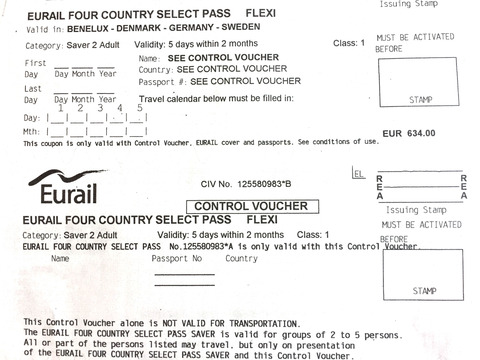 Issuing Stamp
EURAIL FOUR COUNTRY SELECT PASS FLEXI
Valid in: BENELUX - DENMARK - GERMANY - SWEDEN
Category: Saver 2 Adult Validity: 5 days within 2 months Class: 1
MUST BE ACTIVATED
BEFORE
First
Day Day Month Year
Name: SEE CONTROL VOUCHER
Country: SEE CONTROL VOUCHER
Passport #: SEE CONTROL VOUCHER
Last
Day Day Month Year
Travel calendar below must be filled in:
STAMP
1 2 3 4 5
Day:
Mth:
EUR 634.00
This coupon is only valid with Control Voucher, EURAIL cover and passports. See conditions of use.
Eurail
CIV No. 125580983*B
EL
R R
E E
A A
CONTROL VOUCHER
Issuing Stamp
EURAIL FOUR COUNTRY SELECT PASS FLEXI
MUST BE ACTIVATED
BEFORE
Category: Saver 2 Adult Validity: 5 days within 2 months Class: 1
EURAIL FOUR COUNTRY SELECT PASS No.125580983*A is only valid with this Control Voucher.
Name Passport No Country
STAMP
This Control Voucher alone is NOT VALID FOR TRANSPORTATION.
The EURAIL FOUR COUNTRY SELECT PASS SAVER is valid for groups of 2 to 5 persons.
All or part of the persons listed may travel, but only on presentation
of the EURAIL FOUR COUNTRY SELECT PASS SAVER and this Control Voucher.